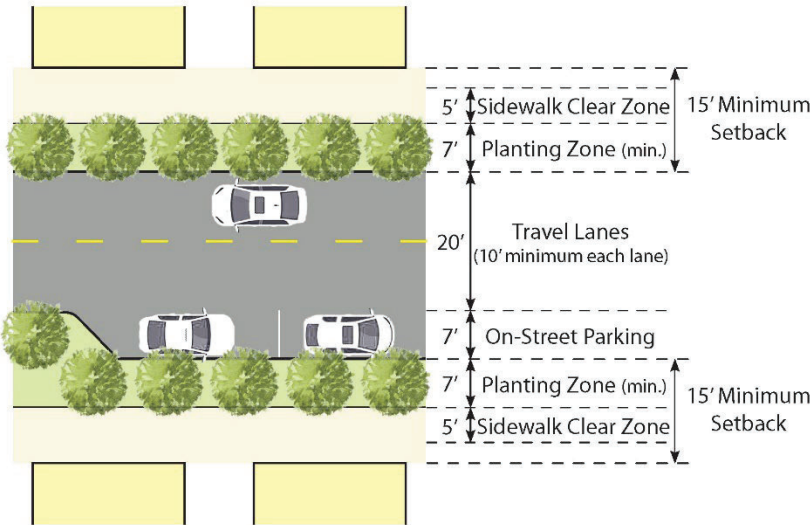 5’ Sidewalk Clear Zone
15’ Minimum
Setback
7’ Planting Zone (min.)
20’
Travel Lanes
(10’ minimum each lane)
7’ On-Street Parking
7’ Planting Zone (min.)
15’ Minimum
Setback
5’ Sidewalk Clear Zone